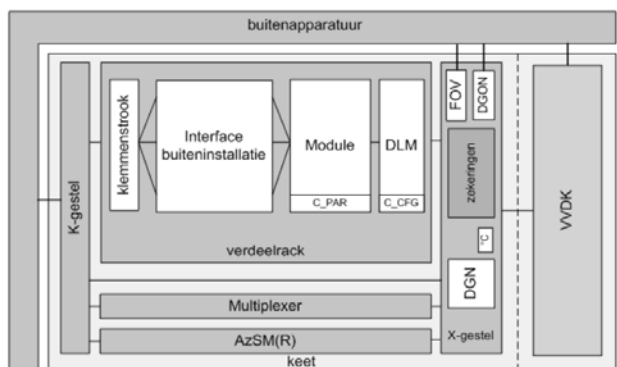 buitenapparatuur
K-gestel
klemmenstrook
Interface
buiteninstallatie
Module
C_PAR
DLM
C_CFG
verdeelrack
FOV
DGON
zekeringen
°C
DGN
X-gestel
VVDK
Multiplexer
AzSM(R)
keet